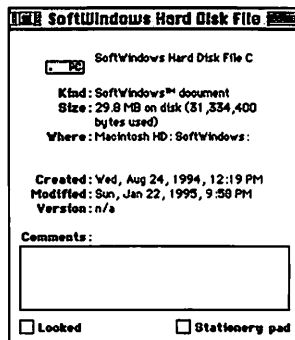 SoftWindows Hard Disk File
PC
SoftWindows Hard Disk File C
Kind: SoftWindows™ document
Size: 29.8 MB on disk (31,334,400
bytes used)
Where: Macintosh HD: SoftWindows:
Created: Wed, Aug 24, 1994, 12:19 PM
Modified: Sun, Jan 22, 1995, 9:58 PM
Version: n/a
Comments:
Locked
Stationery pad